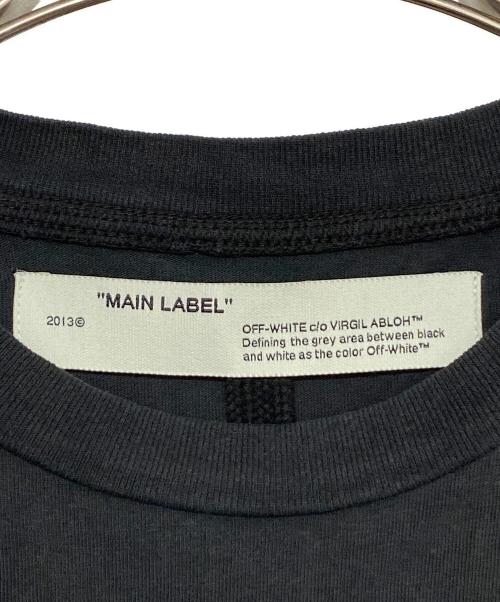 "MAIN LABEL"
2013©
OFF-WHITE c/o VIRGIL ABLOH™
Defining the grey area between black
and white as the color Off-White™